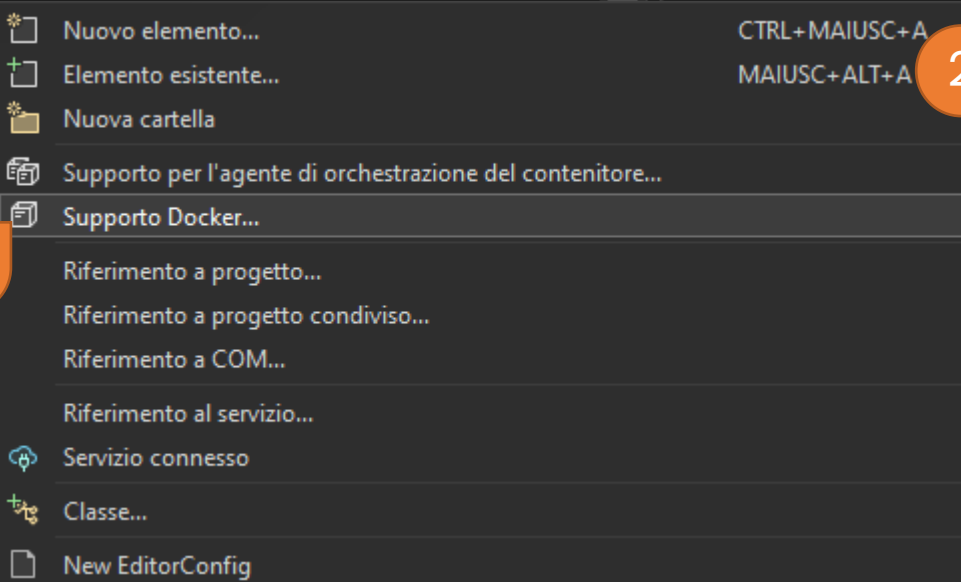 Nuovo elemento... CTRL+MAIUSC+A
Elemento esistente... MAIUSC+ALT+A
2
Nuova cartella
Supporto per l'agente di orchestrazione del contenitore...
Supporto Docker...
Riferimento a progetto...
Riferimento a progetto condiviso...
Riferimento a COM...
Riferimento al servizio...
Servizio connesso
Classe...
New EditorConfig